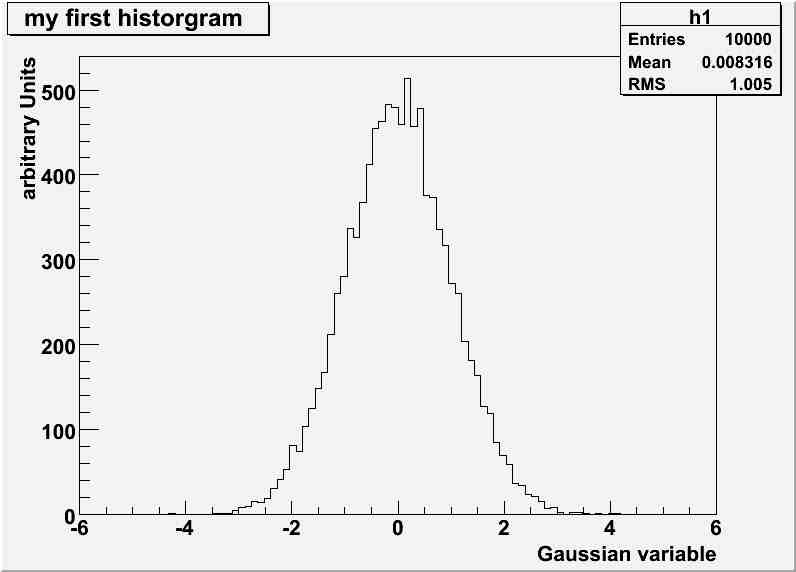 my first historgram
h1
Entries 10000
Mean 0.008316
RMS 1.005
arbitrary Units
500
400
300
200
100
0
-6 -4 -2 0 2 4 6
Gaussian variable